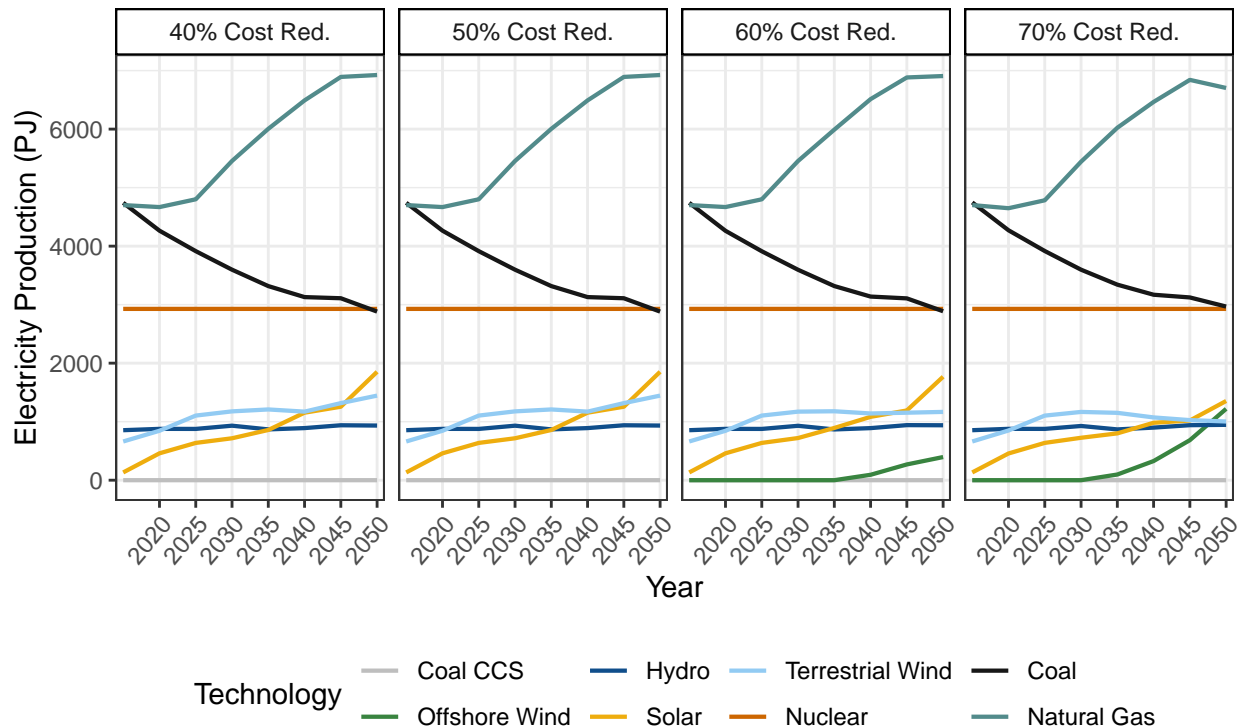 40% Cost Red. 50% Cost Red. 60% Cost Red. 70% Cost Red.
Electricity Production (PJ)
6000
4000
2000
0
2020 2025 2030 2035 2040 2045 2050 2020 2025 2030 2035 2040 2045 2050 2020 2025 2030 2035 2040 2045 2050 2020 2025 2030 2035 2040 2045 2050
Year
Technology
Coal CCS Hydro Terrestrial Wind Coal
Offshore Wind Solar Nuclear Natural Gas